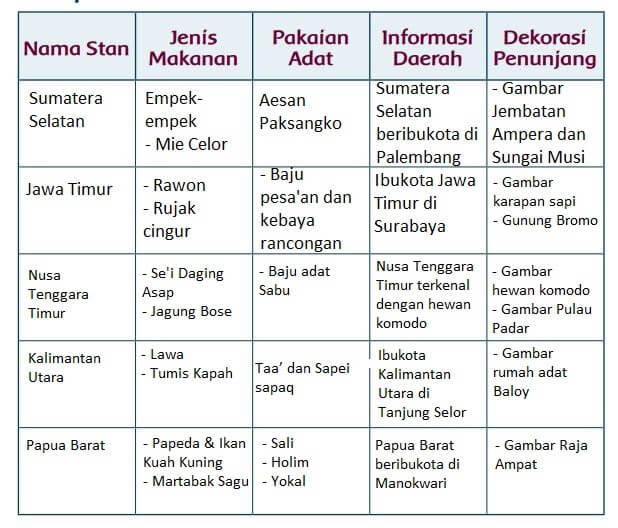 Nama Stan
Jenis
Makanan
Pakaian
Adat
Informasi
Daerah
Dekorasi
Penunjang
Sumatera
Selatan
Empek-
empek
- Mie Celor
Aesan
Paksangko
Sumatera
Selatan
beribukota di
Palembang
- Gambar
Jembatan
Ampera dan
Sungai Musi
Jawa Timur
- Rawon
- Rujak
cingur
- Baju
pesa'an dan
kebaya
rancongan
Ibukota Jawa
Timur di
Surabaya
- Gambar
karapan sapi
- Gunung Bromo
Nusa
Tenggara
Timur
- Se'i Daging
Asap
- Jagung Bose
- Baju adat
Sabu
Nusa Tenggara
Timur terkenal
dengan hewan
komodo
- Gambar
hewan komodo
- Gambar Pulau
Padar
Kalimantan
Utara
- Lawa
- Tumis Kapah
Taa’ dan Sapei
sapaq
Ibukota
Kalimantan
Utara di
Tanjung Selor
- Gambar
rumah adat
Baloy
Papua Barat
- Papeda & Ikan
Kuah Kuning
- Martabak Sagu
- Sali
- Holim
- Yokal
Papua Barat
beribukota di
Manokwari
- Gambar Raja
Ampat